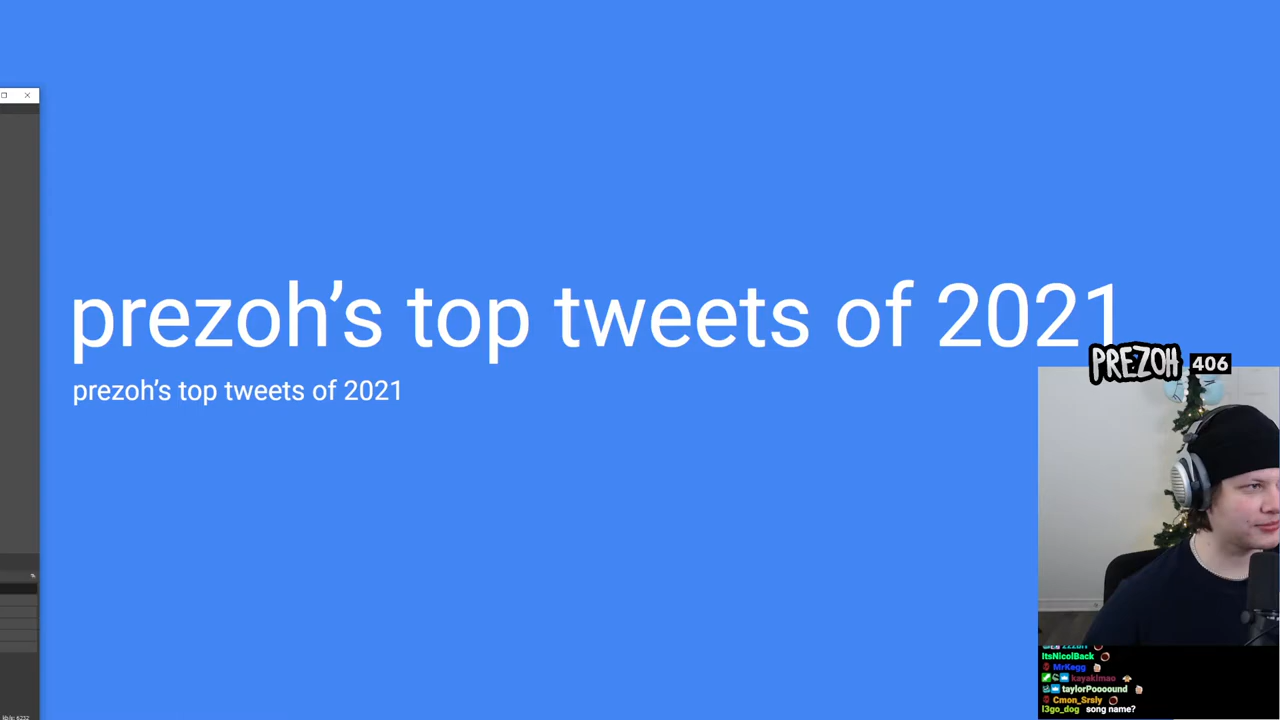 prezoh's top tweets of 2021
prezoh's top tweets of 2021
PREZOH 406
ItsNicolBack
MrKegg
kayaklmao
taylorPoooound
Cmon_Srsly
l3go_dog song name?